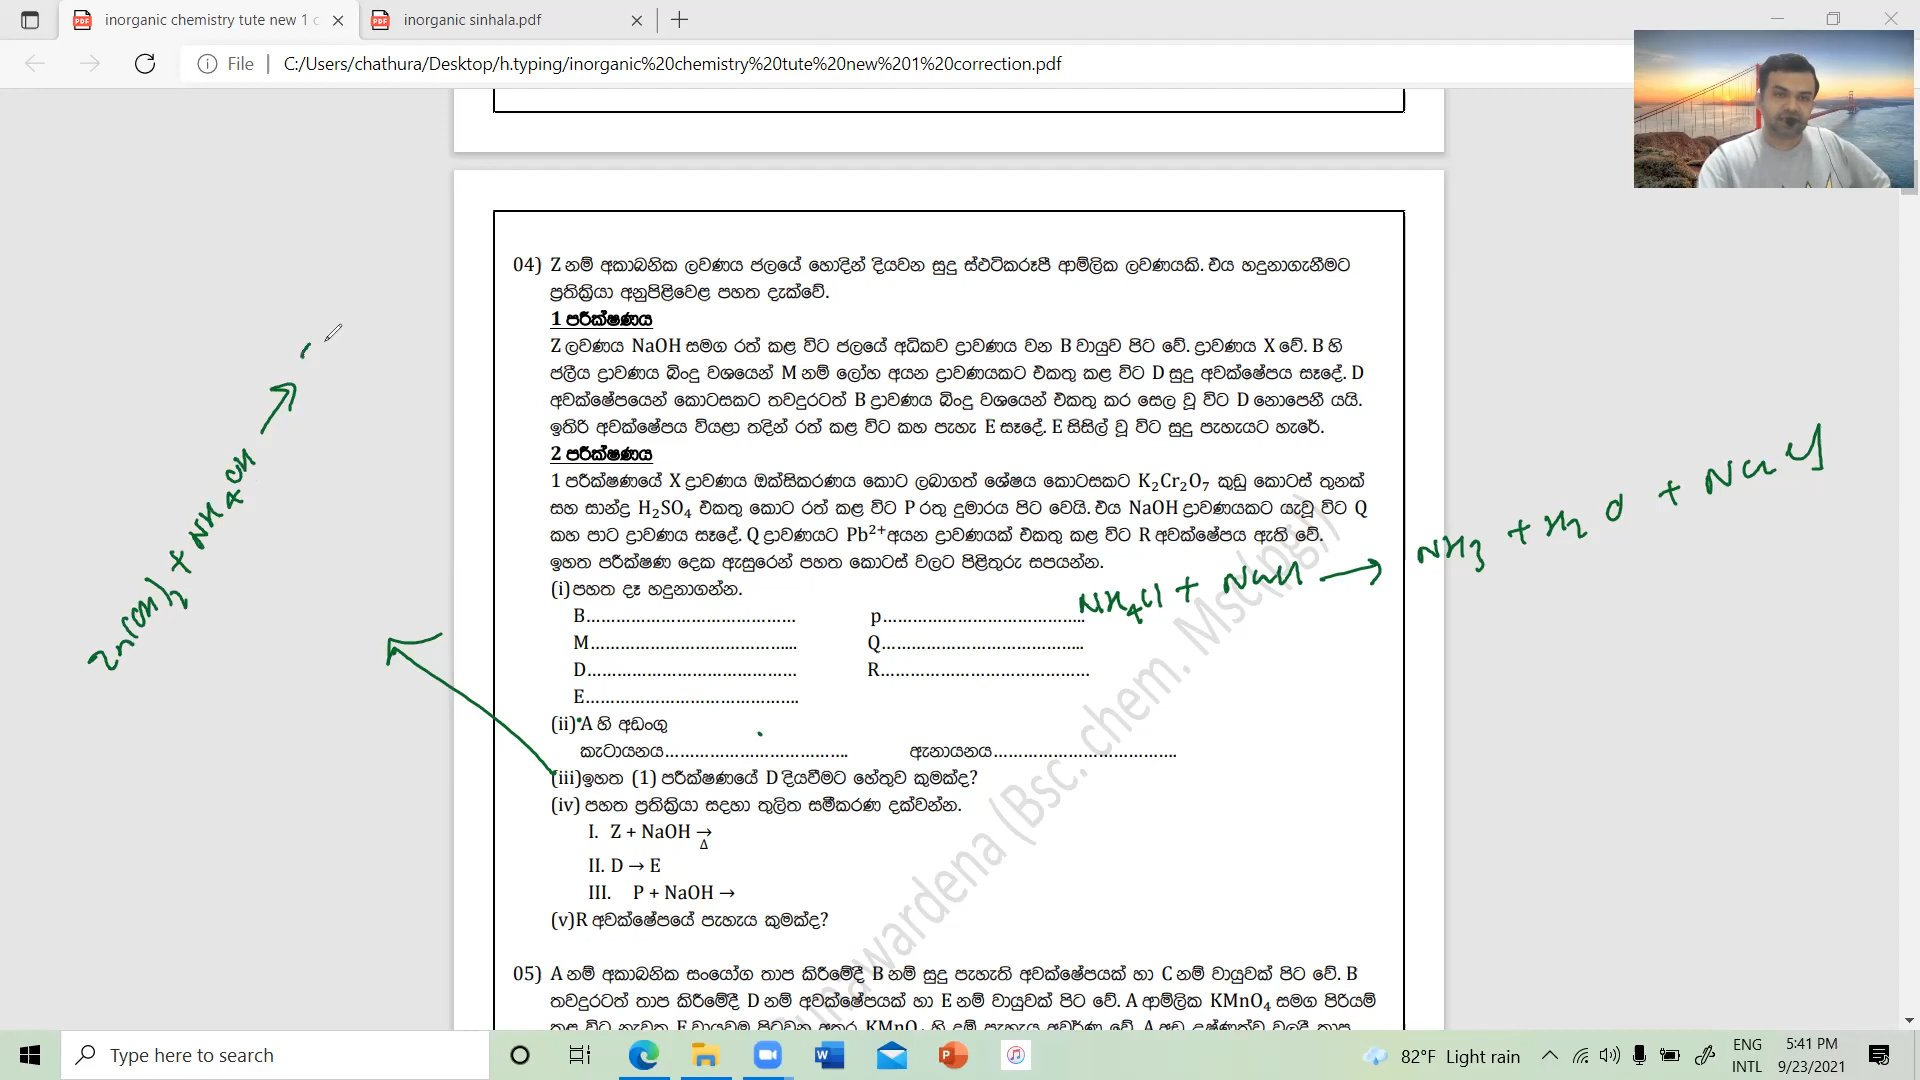 inorganic chemistry tute new 1 c
inorganic sinhala.pdf
File
C:/Users/chathura/Desktop/h.typing/inorganic%20chemistry%20tute%20new%201%20correction.pdf
04) Z නම් අකාබනික ලවණය ජලයේ හොදින් දියවන සුදු ස්ඵටිකරූපී ආම්ලික ලවණයකි. එය හදුනාගැනීමට
ප්‍රතික්‍රියා අනුපිළිවෙළ පහත දැක්වේ.
1 පරීක්ෂණය
Z ලවණය NaOH සමග රත් කළ විට ජලයේ අධිකව ද්‍රාවණය වන B වායුව පිට වේ. ද්‍රාවණය X වේ. B හි
ජලීය ද්‍රාවණය බිංදු වශයෙන් M නම් ලෝහ අයන ද්‍රාවණයකට එකතු කළ විට D සුදු අවක්ෂේපය සෑදේ. D
අවක්ෂේපයෙන් කොටසකට තවදුරටත් B ද්‍රාවණය බිංදු වශයෙන් එකතු කර සෙල වූ විට D නොපෙනී යයි.
ඉතිරි අවක්ෂේපය වියළා තදින් රත් කළ විට කහ පැහැ E සෑදේ. E සිසිල් වූ විට සුදු පැහැයට හැරේ.
2 පරීක්ෂණය
1 පරීක්ෂණයේ X ද්‍රාවණය ඔක්සිකරණය කොට ලබාගත් ශේෂය කොටසකට K₂Cr₂O₇ කුඩු කොටස් තුනක්
සහ සාන්ද්‍ර H₂SO₄ එකතු කොට රත් කළ විට P රතු දුමාරය පිට වෙයි. එය NaOH ද්‍රාවණයකට යැවූ විට Q
කහ පාට ද්‍රාවණය සෑදේ. Q ද්‍රාවණයට Pb²⁺ අයන ද්‍රාවණයක් එකතු කළ විට R අවක්ෂේපය ඇති වේ.
ඉහත පරීක්ෂණ දෙක ඇසුරෙන් පහත කොටස් වලට පිළිතුරු සපයන්න.
(i) පහත දෑ හදුනාගන්න.
B………………………………… p…………………………………
M………………………………... Q………………………………..
D………………………………… R…………………………………
E………………………………….
(ii) A හි අඩංගු
කැටායනය……………………………. ඇනායනය…………………………….
(iii) ඉහත (1) පරීක්ෂණයේ D දියවීමට හේතුව කුමක්ද?
(iv) පහත ප්‍රතික්‍රියා සදහා තුලිත සමීකරණ දක්වන්න.
I. Z + NaOH →
Δ
II. D → E
III. P + NaOH →
(v) R අවක්ෂේපයේ පැහැය කුමක්ද?
05) A නම් අකාබනික සංයෝග තාප කිරීමේදී B නම් සුදු පැහැති අවක්ෂේපයක් හා C නම් වායුවක් පිට වේ. B
තවදුරටත් තාප කිරීමේදී D නම් අවක්ෂේපයක් හා E නම් වායුවක් පිට වේ. A ආම්ලික KMnO₄ සමග පිරියම්
Zn(OH)₂ + NH₄OH →
NH₄Cl + NaOH → NH₃ + H₂O + NaCl
unawardena (Bsc. chem. Msc(pgl)
Type here to search
82°F Light rain
ENG
INTL
5:41 PM
9/23/2021